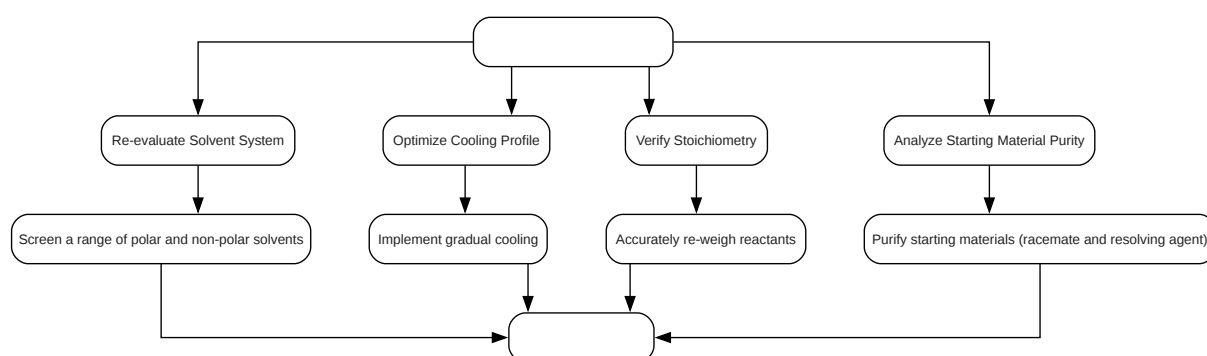 Re-evaluate Solvent System
Optimize Cooling Profile
Verify Stoichiometry
Analyze Starting Material Purity
Screen a range of polar and non-polar solvents
Implement gradual cooling
Accurately re-weigh reactants
Purify starting materials (racemate and resolving agent)